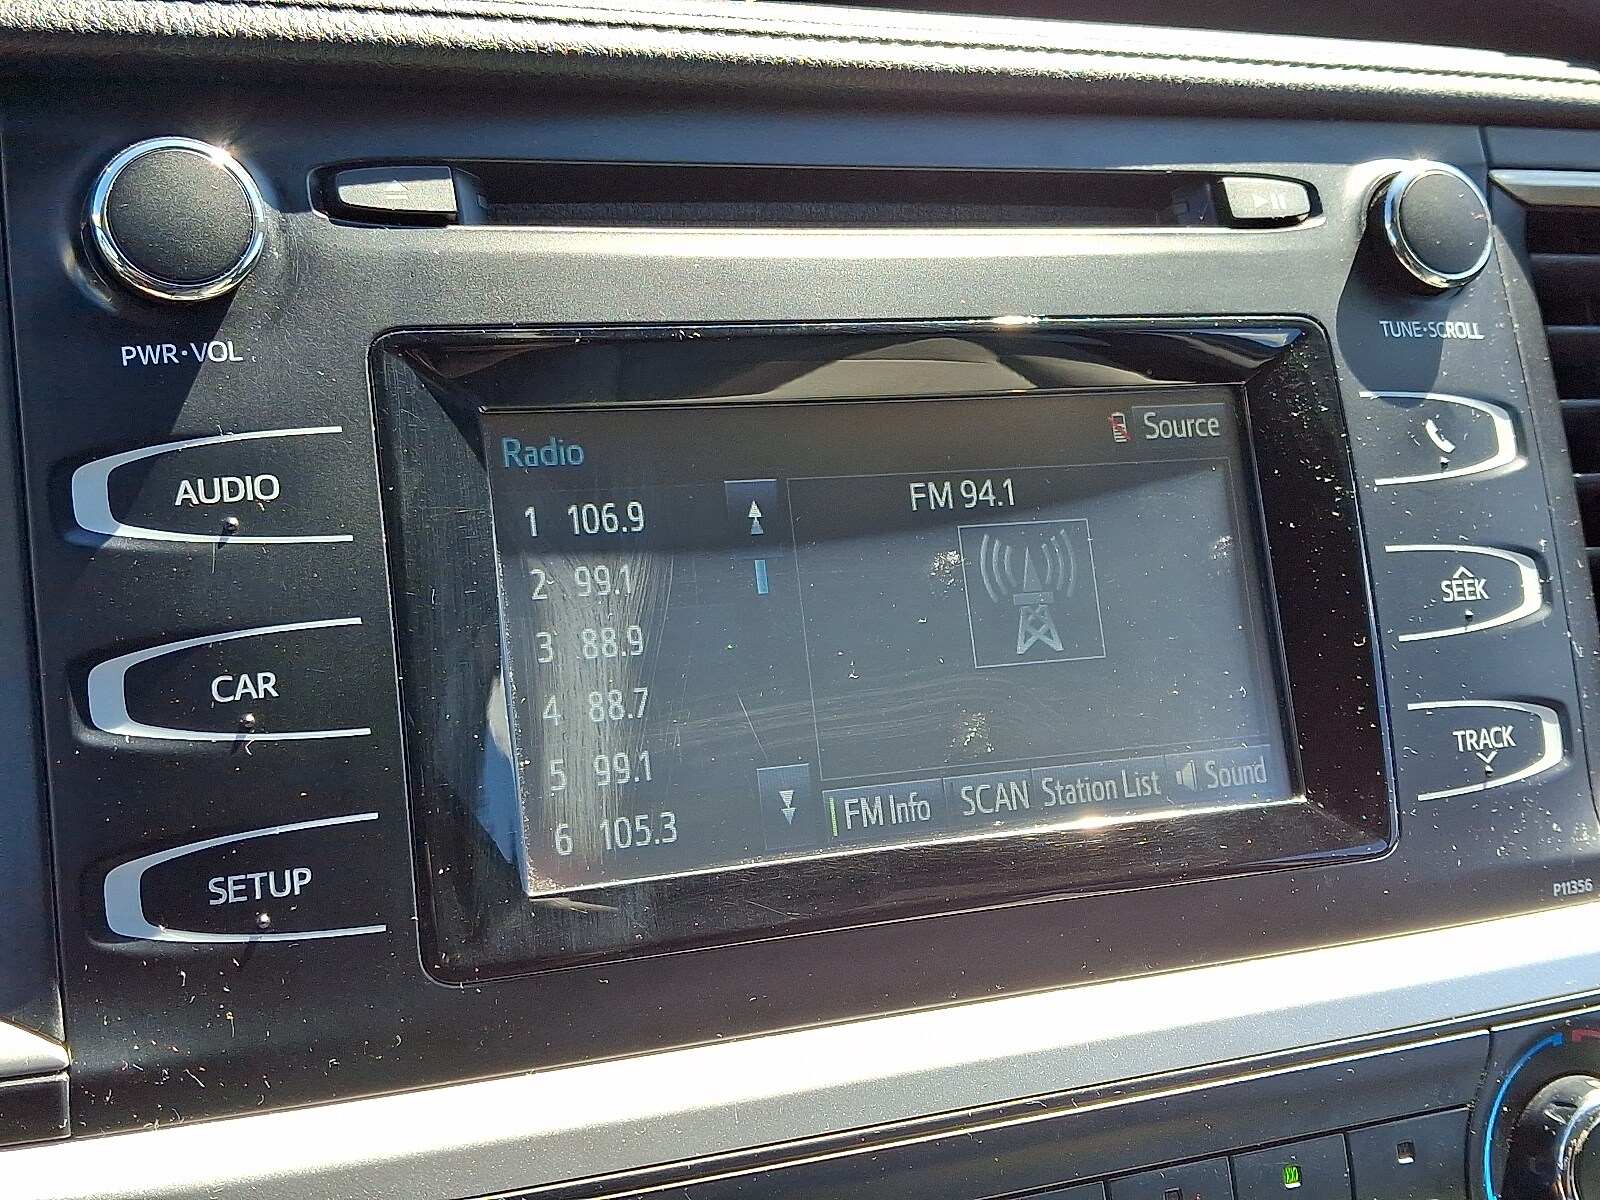 PWR•VOL
TUNE•SCROLL
AUDIO
CAR
SETUP
Radio
Source
1 106.9
2 99.1
3 88.9
4 88.7
5 99.1
6 105.3
FM 94.1
FM Info
SCAN
Station List
Sound
SEEK
TRACK
P11356